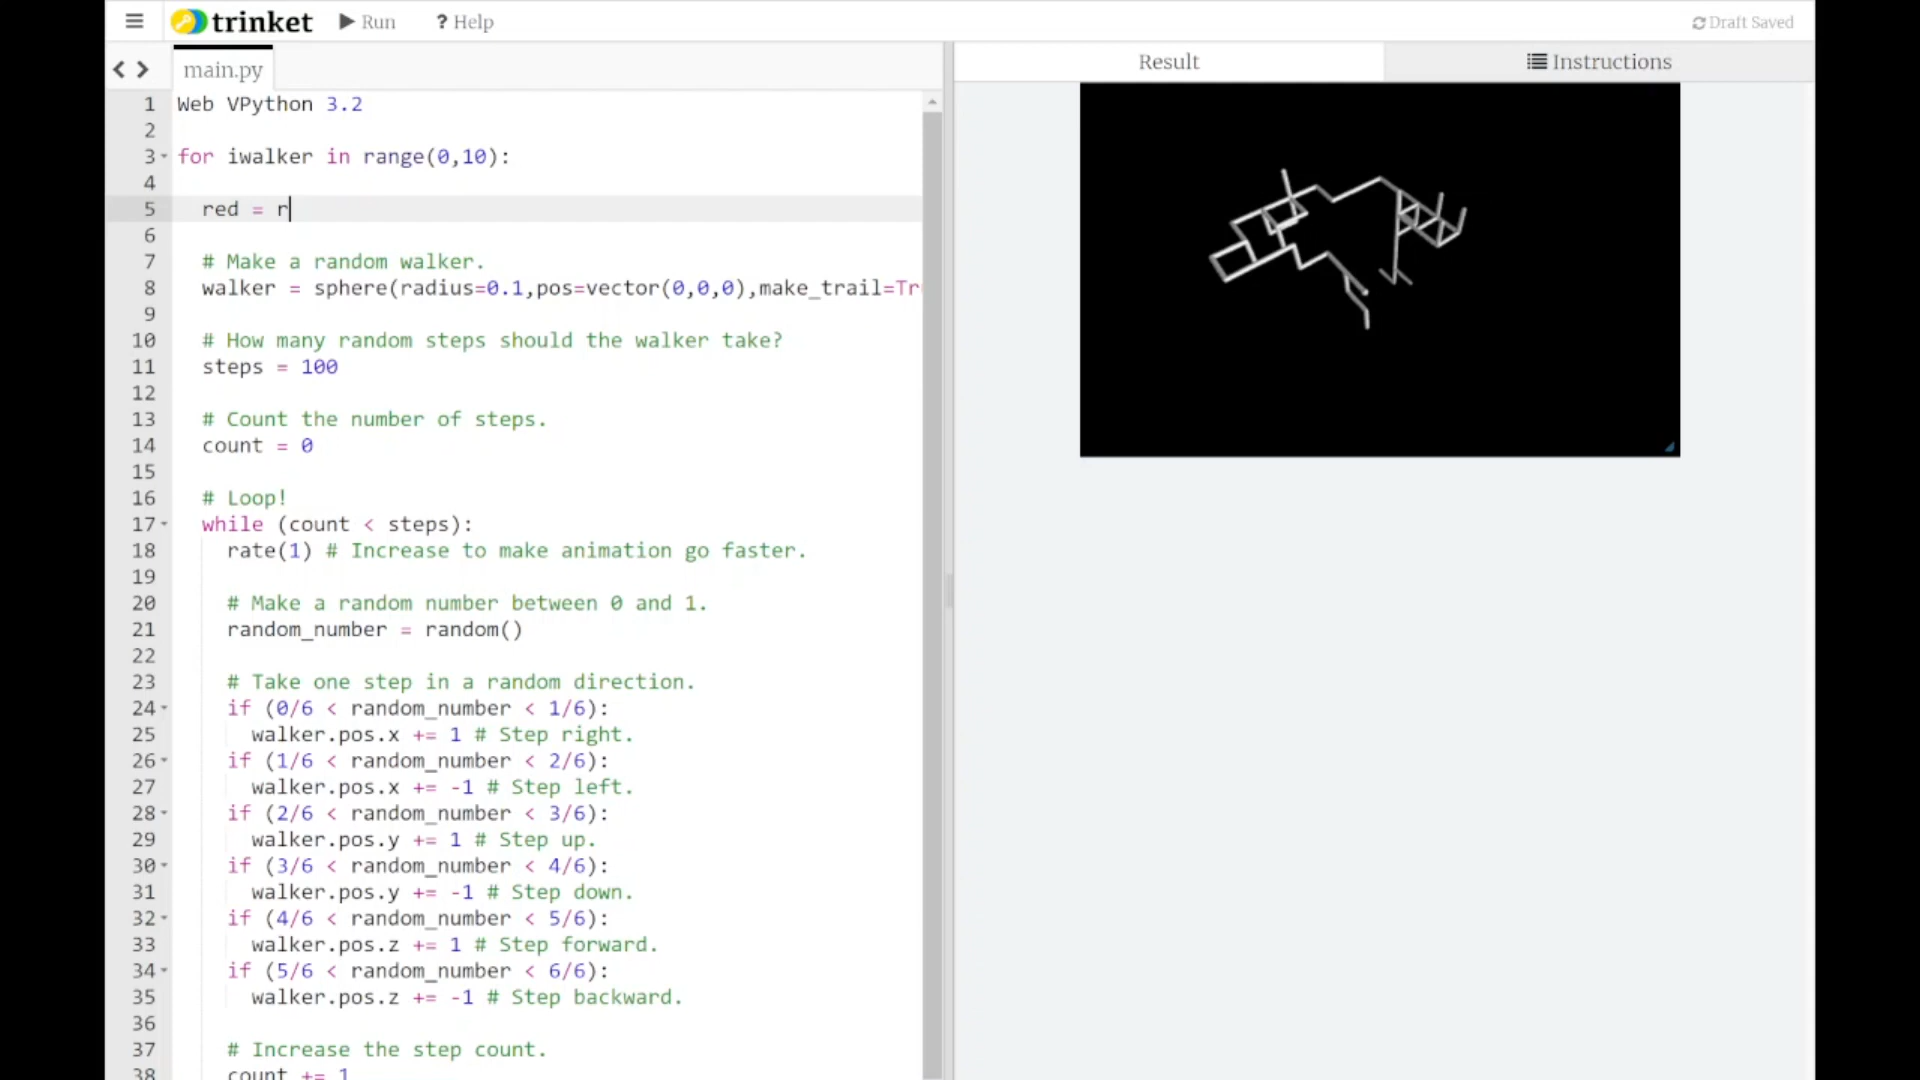 trinket
Run
? Help
Draft Saved
main.py
Result
Instructions
1 Web VPython 3.2
2
3 for iwalker in range(0,10):
4
5 red = r
6
7 # Make a random walker.
8 walker = sphere(radius=0.1,pos=vector(0,0,0),make_trail=Tr
9
10 # How many random steps should the walker take?
11 steps = 100
12
13 # Count the number of steps.
14 count = 0
15
16 # Loop!
17 while (count < steps):
18 rate(1) # Increase to make animation go faster.
19
20 # Make a random number between 0 and 1.
21 random_number = random()
22
23 # Take one step in a random direction.
24 if (0/6 < random_number < 1/6):
25 walker.pos.x += 1 # Step right.
26 if (1/6 < random_number < 2/6):
27 walker.pos.x += -1 # Step left.
28 if (2/6 < random_number < 3/6):
29 walker.pos.y += 1 # Step up.
30 if (3/6 < random_number < 4/6):
31 walker.pos.y += -1 # Step down.
32 if (4/6 < random_number < 5/6):
33 walker.pos.z += 1 # Step forward.
34 if (5/6 < random_number < 6/6):
35 walker.pos.z += -1 # Step backward.
36
37 # Increase the step count.
38 count += 1